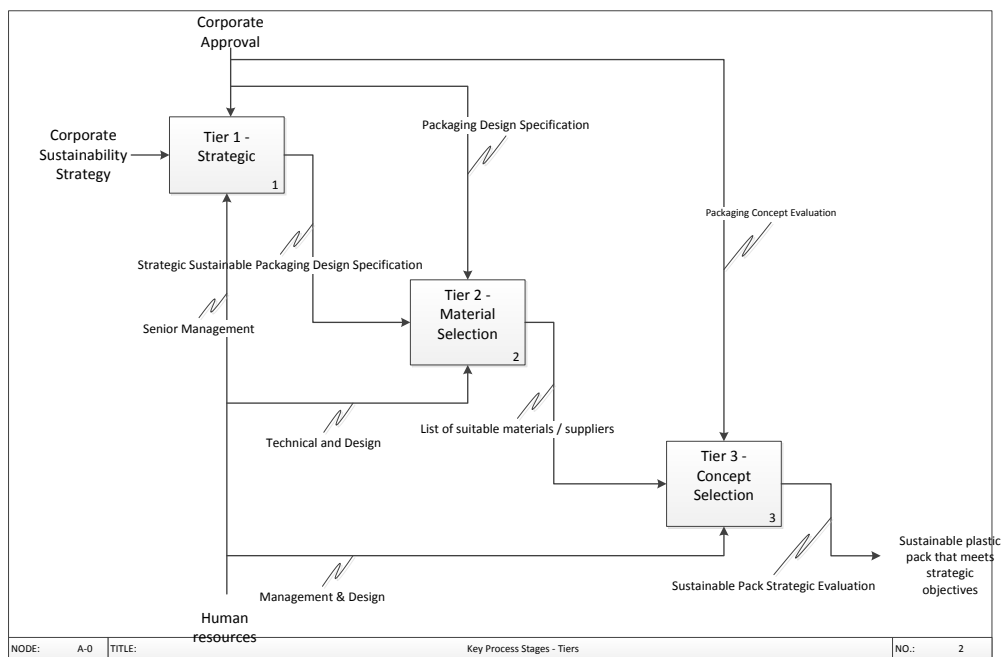 Corporate
Approval
Corporate
Sustainability
Strategy
Tier 1 -
Strategic
1
Packaging Design Specification
Packaging Concept Evaluation
Strategic Sustainable Packaging Design Specification
Senior Management
Tier 2 -
Material
Selection
2
Technical and Design
List of suitable materials / suppliers
Tier 3 -
Concept
Selection
3
Sustainable plastic
pack that meets
strategic
objectives
Sustainable Pack Strategic Evaluation
Management & Design
Human
resources
NODE: A-0 TITLE: Key Process Stages - Tiers NO.: 2